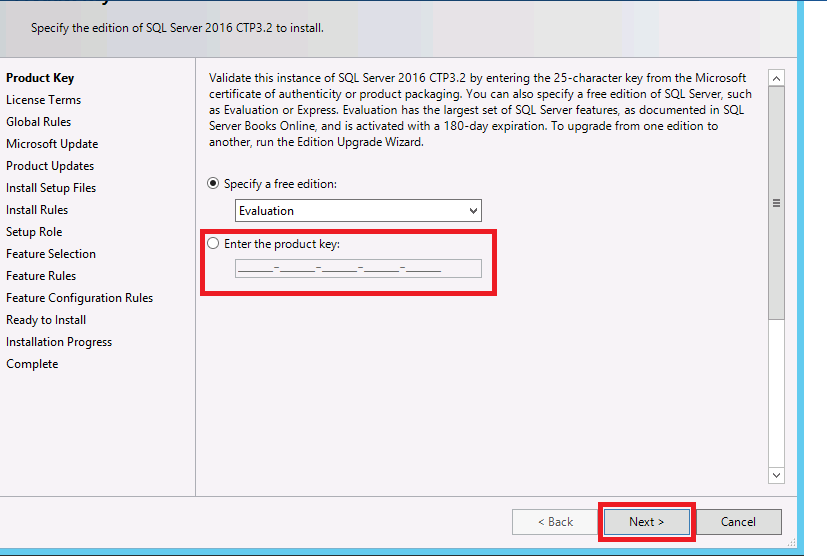 Specify the edition of SQL Server 2016 CTP3.2 to install.
Product Key
License Terms
Global Rules
Microsoft Update
Product Updates
Install Setup Files
Install Rules
Setup Role
Feature Selection
Feature Rules
Feature Configuration Rules
Ready to Install
Installation Progress
Complete
Validate this instance of SQL Server 2016 CTP3.2 by entering the 25-character key from the Microsoft
certificate of authenticity or product packaging. You can also specify a free edition of SQL Server, such
as Evaluation or Express. Evaluation has the largest set of SQL Server features, as documented in SQL
Server Books Online, and is activated with a 180-day expiration. To upgrade from one edition to
another, run the Edition Upgrade Wizard.
Specify a free edition:
Evaluation
Enter the product key:
_____-_____-_____-_____-_____
< Back
Next >
Cancel